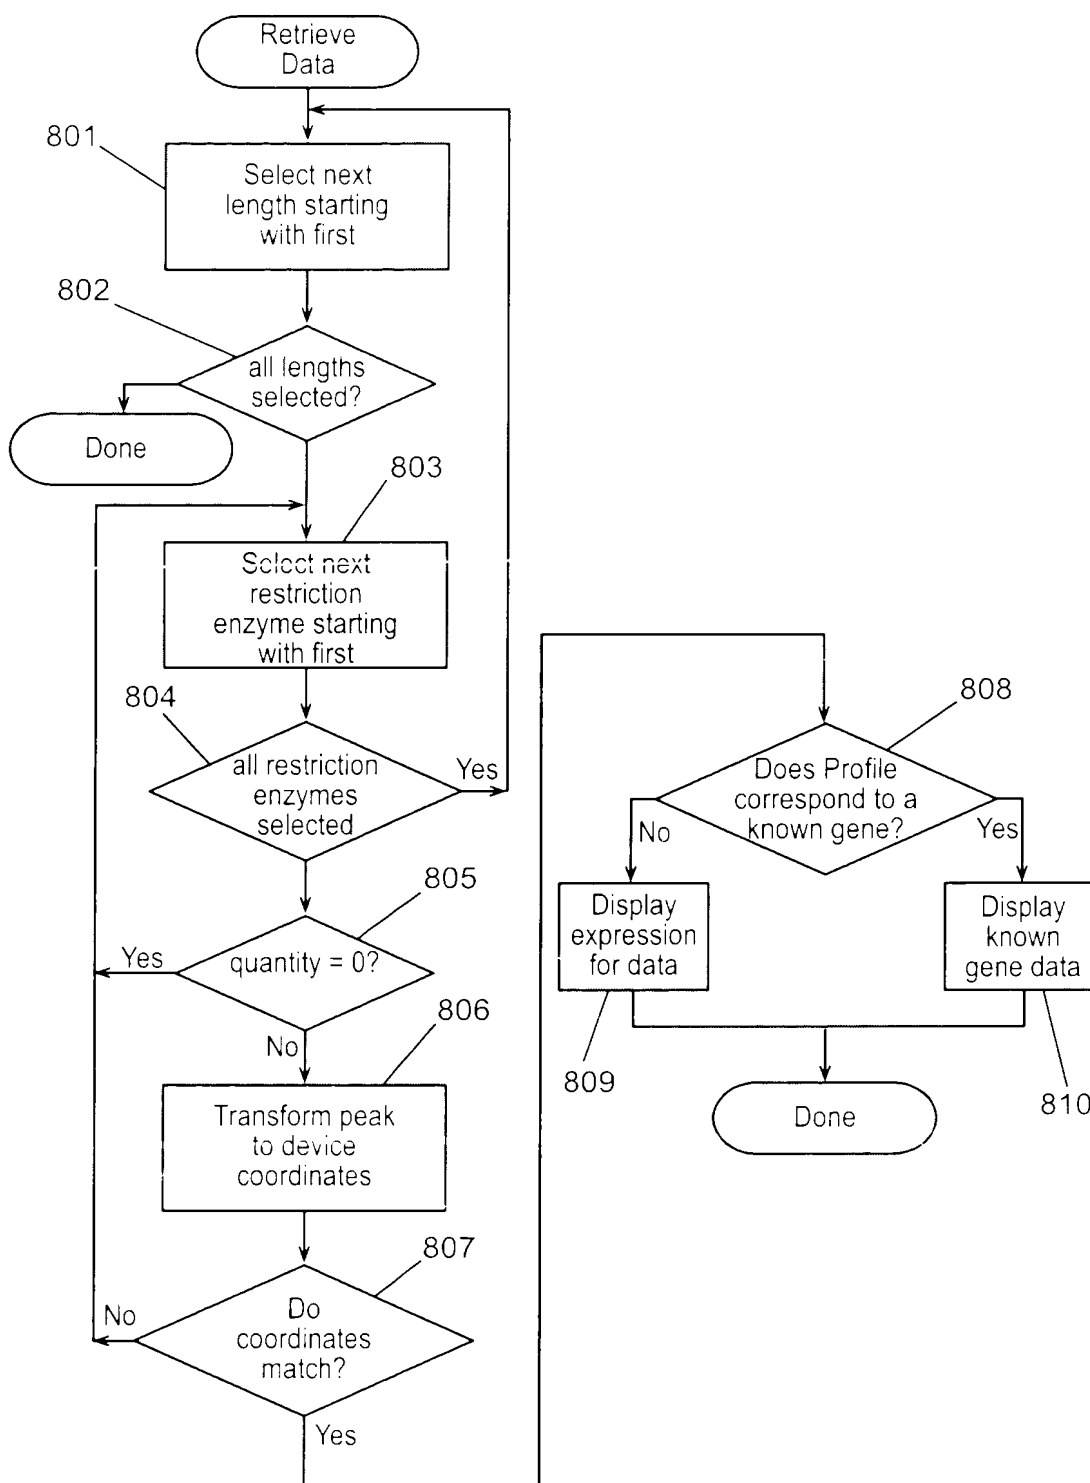 Retrieve
Data
801
Select next
length starting
with first
802
all lengths
selected?
Done
803
Select next
restriction
enzyme starting
with first
804
all restriction
enzymes
selected
Yes
805
quantity = 0?
Yes
No
806
Transform peak
to device
coordinates
807
Do
coordinates
match?
No
Yes
808
Does Profile
correspond to a
known gene?
No
Yes
Display
expression
for data
809
Display
known
gene data
810
Done